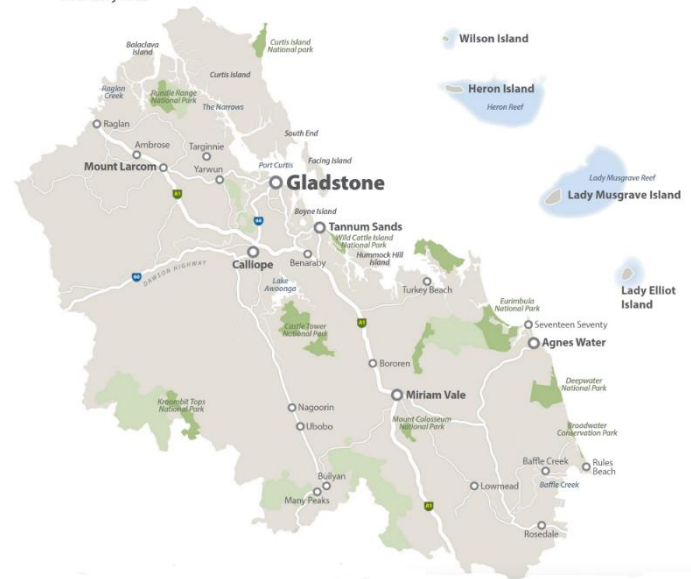 Curtis Island
National park
Wilson Island
Balaclava
Island
Curtis Island
Heron Island
Heron Reef
Raglan
Creek
Rundle Range
National Park
The Narrows
Raglan
South End
Ambrose
Targinnie
Mount Larcom
Yarwun
Port Curtis
Facing Island
Gladstone
Lady Musgrave Reef
Lady Musgrave Island
A1
Boyne Island
Tannum Sands
Wild Cattle Island
National Park
Hummock Hill
Island
Calliope
Benaraby
DAWSON HIGHWAY
60
Lake
Awoonga
Turkey Beach
Lady Elliot
Island
Eurimbula
National Park
Seventeen Seventy
Agnes Water
Castle Tower
National Park
A1
Bororen
Deepwater
National Park
Kroombit Tops
National Park
Miriam Vale
Nagoorin
Ubobo
Mount Colosseum
National Park
Broadwater
Conservation Park
Baffle Creek
Rules
Beach
Baffle Creek
Builyan
Many Peaks
Lowmead
A1
Rosedale